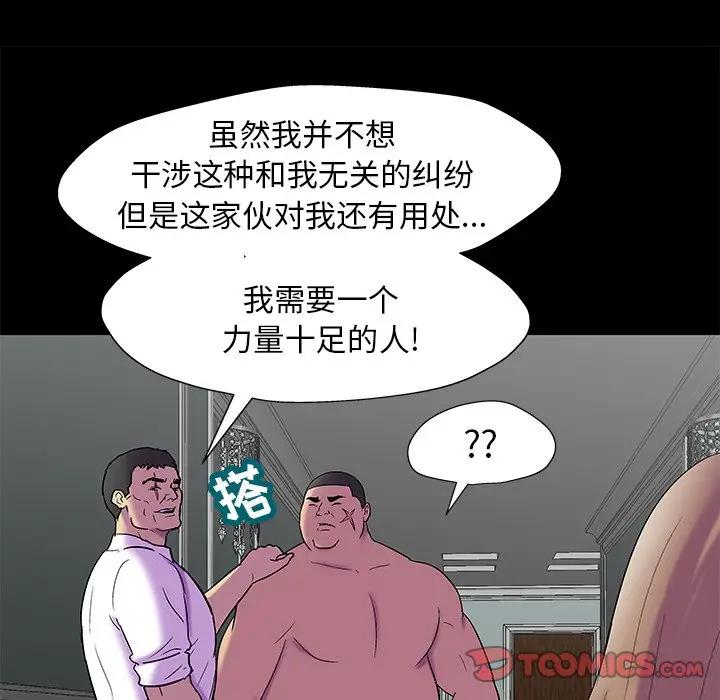 虽然我并不想
干涉这种和我无关的纠纷
但是这家伙对我还有用处...
我需要一个
力量十足的人!
??
搭
TOOMICS.COM